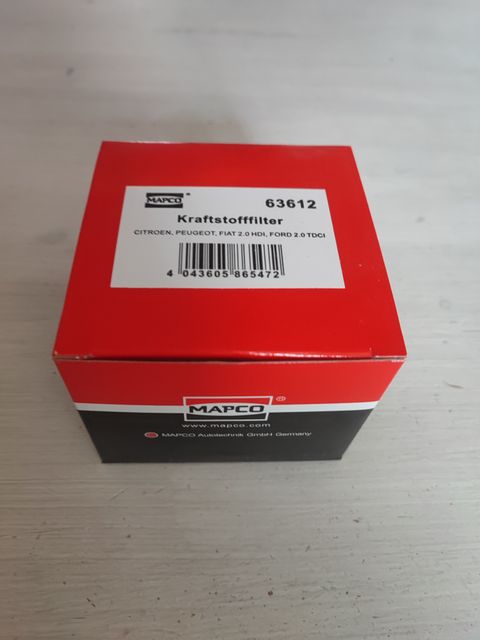 MAPCO ® 63612
Kraftstofffilter
CITROEN, PEUGEOT, FIAT 2.0 HDI, FORD 2.0 TDCI
4 043605 865472
MAPCO ®
www.mapco.com
MAPCO Autotechnik GmbH Germany